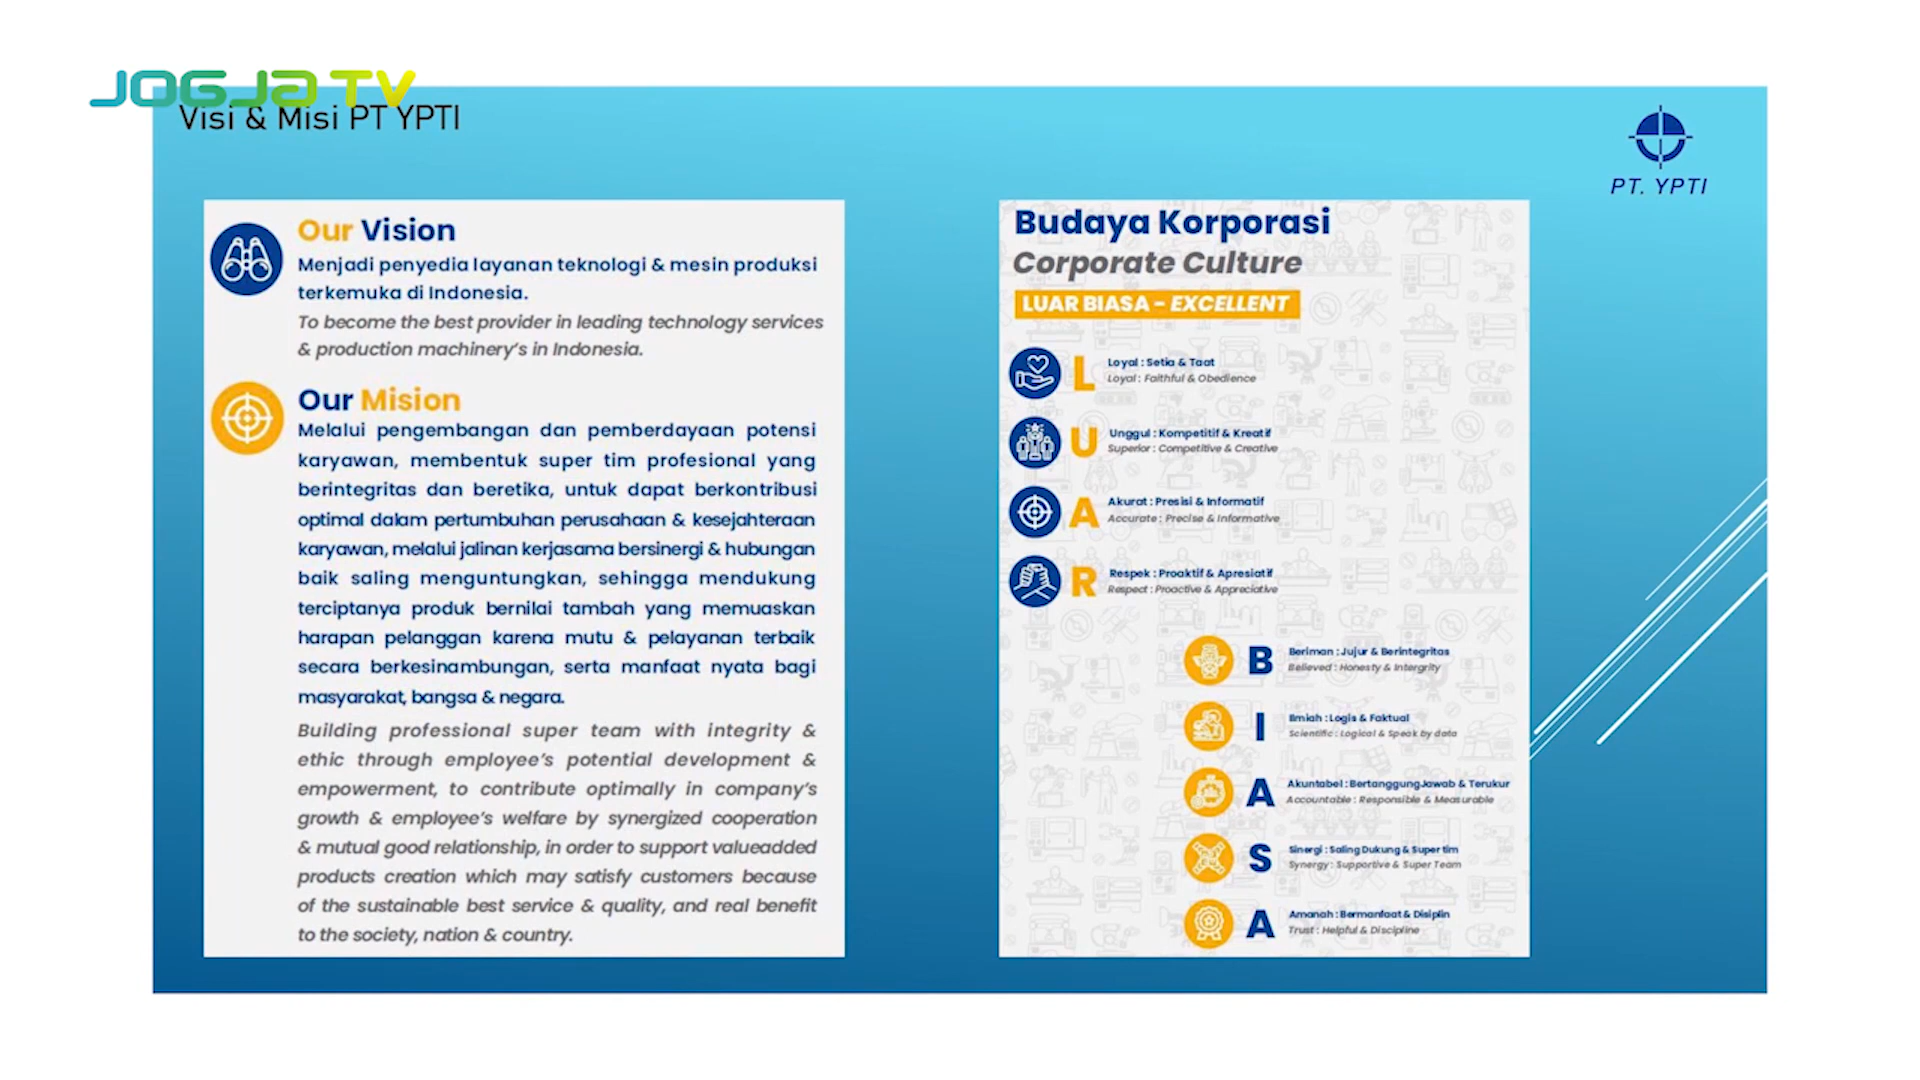 JOGJA TV
Visi & Misi PT YPTI
PT. YPTI
Our Vision
Menjadi penyedia layanan teknologi & mesin produksi
terkemuka di Indonesia.
To become the best provider in leading technology services
& production machinery's in Indonesia.
Our Mision
Melalui pengembangan dan pemberdayaan potensi
karyawan, membentuk super tim profesional yang
berintegritas dan beretika, untuk dapat berkontribusi
optimal dalam pertumbuhan perusahaan & kesejahteraan
karyawan, melalui jalinan kerjasama bersinergi & hubungan
baik saling menguntungkan, sehingga mendukung
terciptanya produk bernilai tambah yang memuaskan
harapan pelanggan karena mutu & pelayanan terbaik
secara berkesinambungan, serta manfaat nyata bagi
masyarakat, bangsa & negara.
Building professional super team with integrity &
ethic through employee's potential development &
empowerment, to contribute optimally in company's
growth & employee's welfare by synergized cooperation
& mutual good relationship, in order to support valueadded
products creation which may satisfy customers because
of the sustainable best service & quality, and real benefit
to the society, nation & country.
Budaya Korporasi
Corporate Culture
LUAR BIASA - EXCELLENT
L
Loyal : Setia & Taat
Loyal : Faithful & Obedience
U
Unggul : Kompetitif & Kreatif
Superior : Competitive & Creative
A
Akurat : Presisi & Informatif
Accurate : Precise & Informative
R
Respek : Proaktif & Apresiatif
Respect : Proactive & Appreciative
B
Beriman : Jujur & Berintegritas
Believed : Honesty & Intergrity
I
Ilmiah : Logis & Faktual
Scientific : Logical & Speak by data
A
Akuntabel : BertanggungJawab & Terukur
Accountable : Responsible & Measurable
S
Sinergi : Saling Dukung & Super tim
Synergy : Supportive & Super Team
A
Amanah : Bermanfaat & Disiplin
Trust : Helpful & Discipline